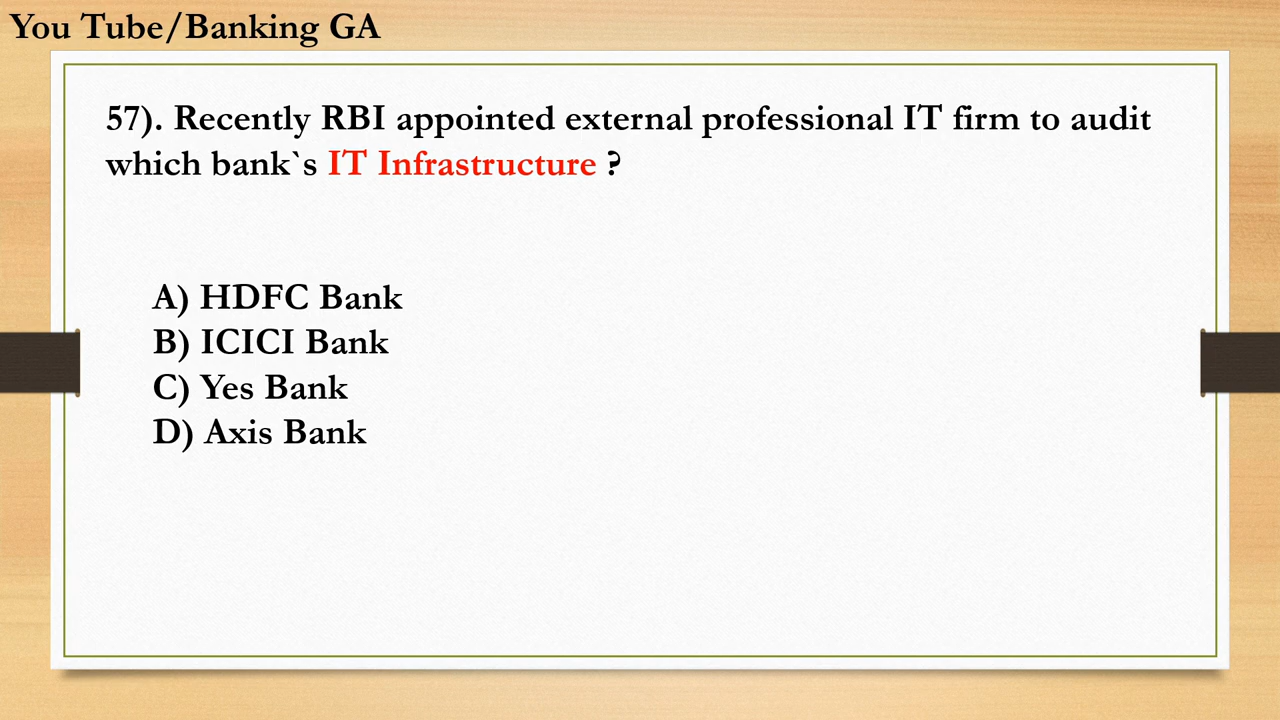 You Tube/Banking GA
57). Recently RBI appointed external professional IT firm to audit
which bank`s IT Infrastructure ?
A) HDFC Bank
B) ICICI Bank
C) Yes Bank
D) Axis Bank